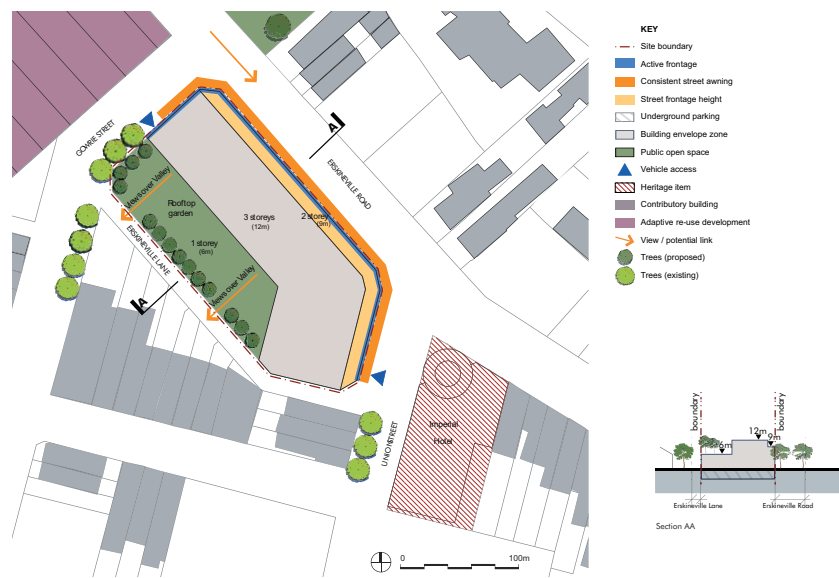 GOWRIE STREET
Views over Valley
Rooftop
garden
3 storeys
(12m)
2 storey
(9m)
ERSKINEVILLE ROAD
A
1 storey
(6m)
ERSKINEVILLE LANE
Views over Valley
A
Imperial
Hotel
UNION STREET
0
100m
KEY
Site boundary
Active frontage
Consistent street awning
Street frontage height
Underground parking
Building envelope zone
Public open space
Vehicle access
Heritage item
Contributory building
Adaptive re-use development
View / potential link
Trees (proposed)
Trees (existing)
boundary
boundary
12m
9m
6m
Erskineville Lane
Erskineville Road
Section AA